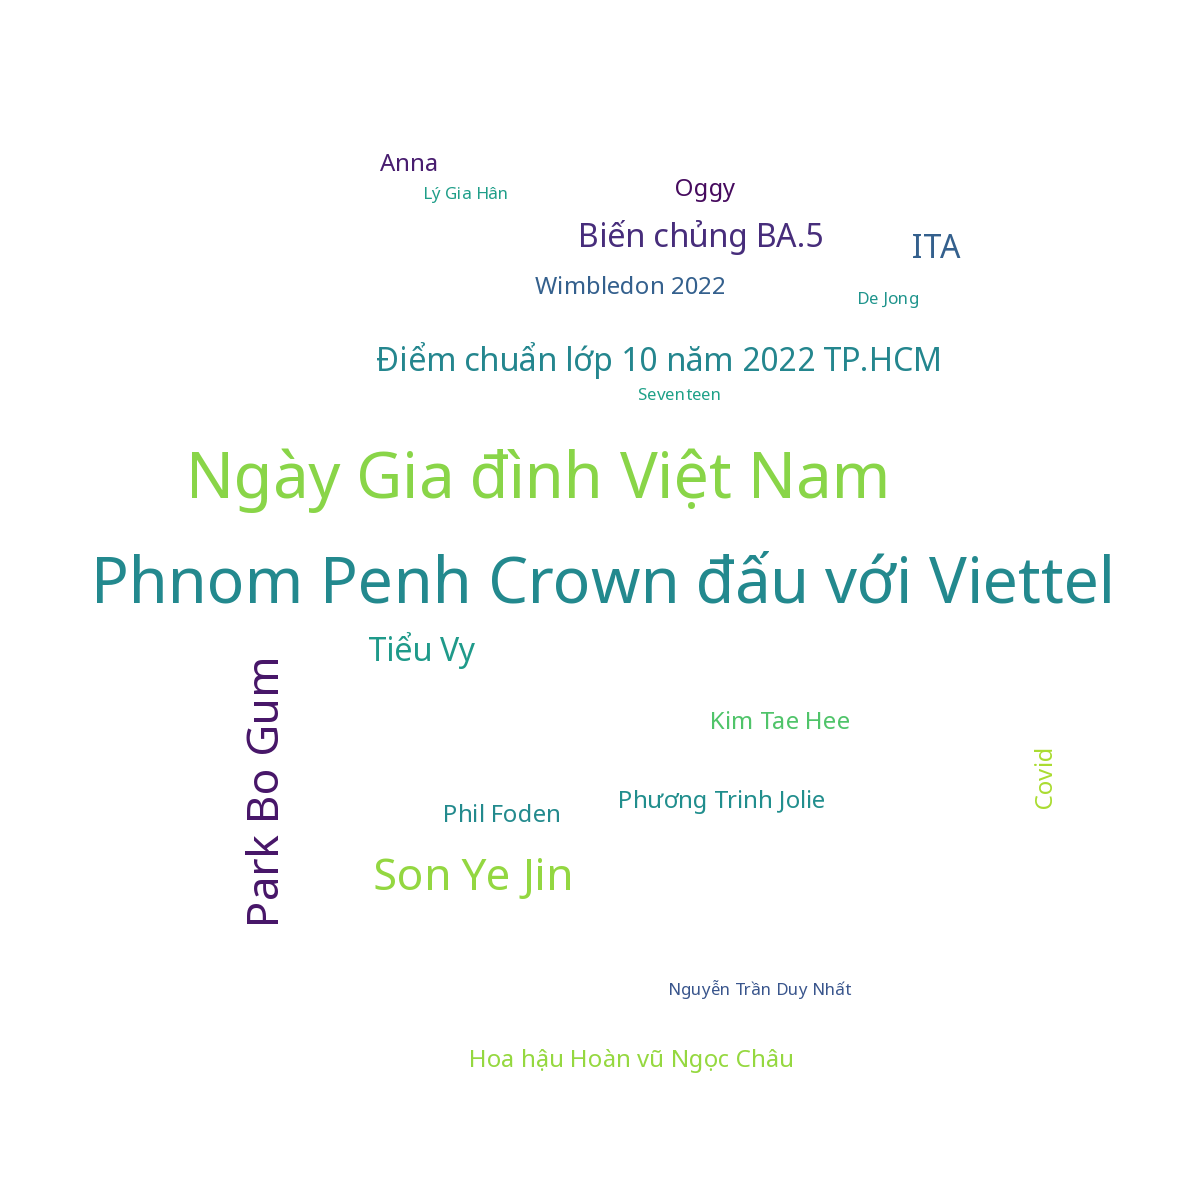 Anna
Lý Gia Hân
Oggy
Biến chủng BA.5
ITA
Wimbledon 2022
De Jong
Điểm chuẩn lớp 10 năm 2022 TP.HCM
Seventeen
Ngày Gia đình Việt Nam
Phnom Penh Crown đấu với Viettel
Tiểu Vy
Park Bo Gum
Kim Tae Hee
Covid
Phương Trinh Jolie
Phil Foden
Son Ye Jin
Nguyễn Trần Duy Nhất
Hoa hậu Hoàn vũ Ngọc Châu